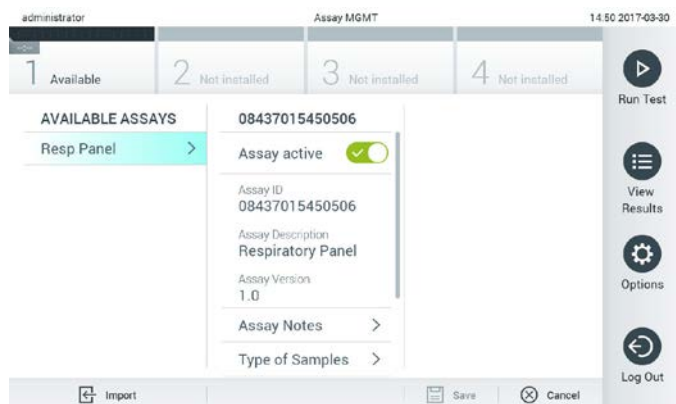 administrator Assay MGMT 14:50 2017-03-30
1 Available 2 Not installed 3 Not installed 4 Not installed
Run Test
AVAILABLE ASSAYS
Resp Panel
08437015450506
Assay active
Assay ID
08437015450506
Assay Description
Respiratory Panel
Assay Version
1.0
Assay Notes
Type of Samples
View
Results
Options
Log Out
Import Save Cancel